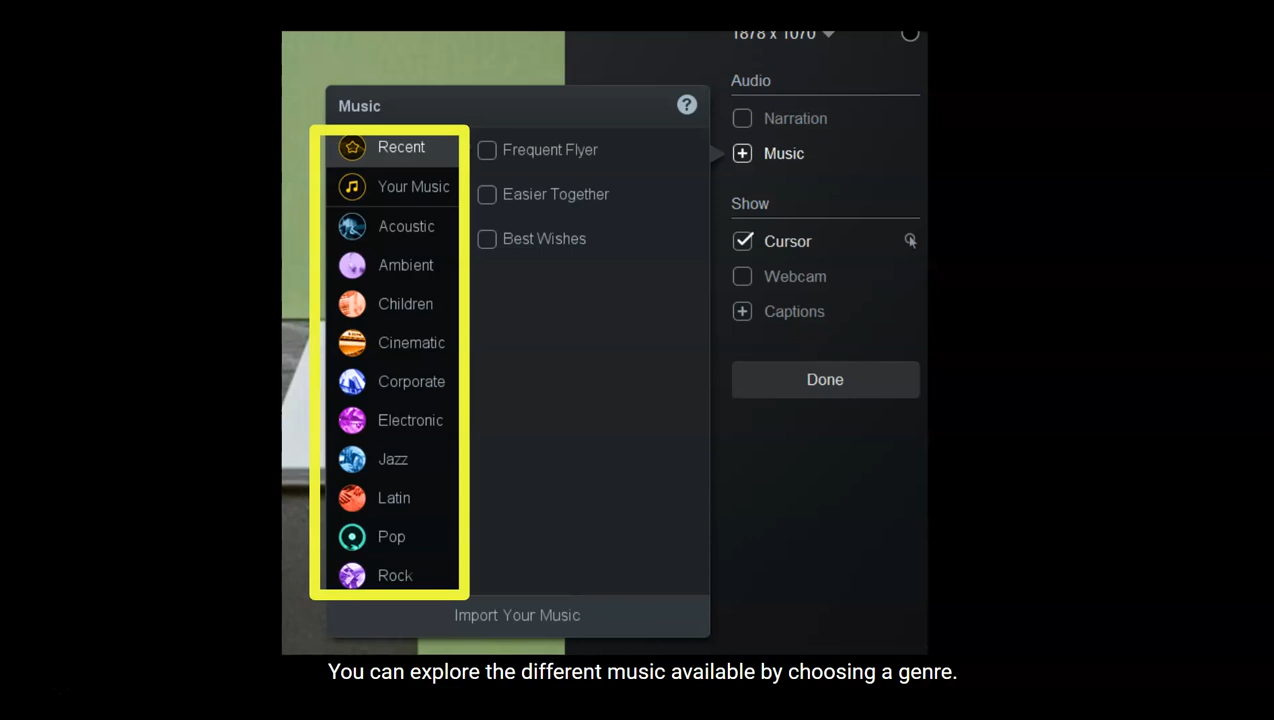 1878 x 1070
Audio
Music
?
Recent
Frequent Flyer
Narration
Your Music
Easier Together
Music
Acoustic
Best Wishes
Show
Ambient
Cursor
Children
Webcam
Cinematic
Captions
Corporate
Done
Electronic
Jazz
Latin
Pop
Rock
Import Your Music
You can explore the different music available by choosing a genre.